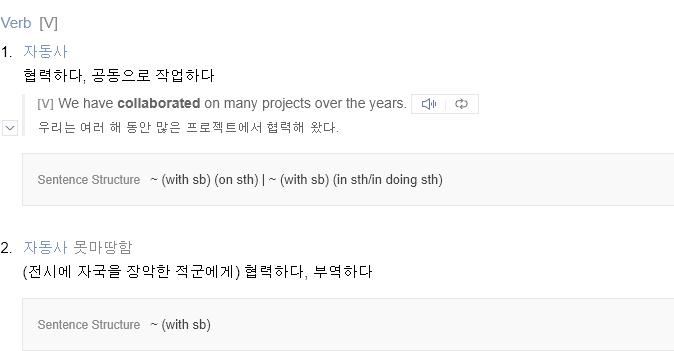 Verb [V]
1. 자동사
협력하다, 공동으로 작업하다
[V] We have collaborated on many projects over the years.
우리는 여러 해 동안 많은 프로젝트에서 협력해 왔다.
Sentence Structure ~ (with sb) (on sth) | ~ (with sb) (in sth/in doing sth)
2. 자동사 못마땅함
(전시에 자국을 장악한 적군에게) 협력하다, 부역하다
Sentence Structure ~ (with sb)